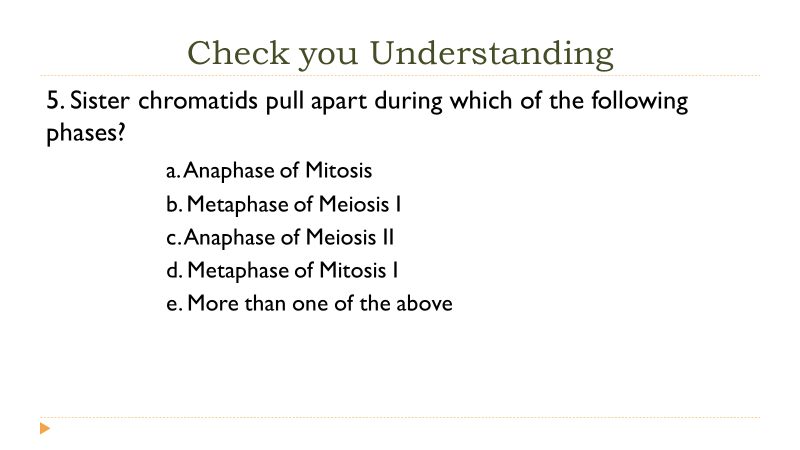 Check you Understanding
5. Sister chromatids pull apart during which of the following
phases?
a. Anaphase of Mitosis
b. Metaphase of Meiosis I
c. Anaphase of Meiosis II
d. Metaphase of Mitosis I
e. More than one of the above